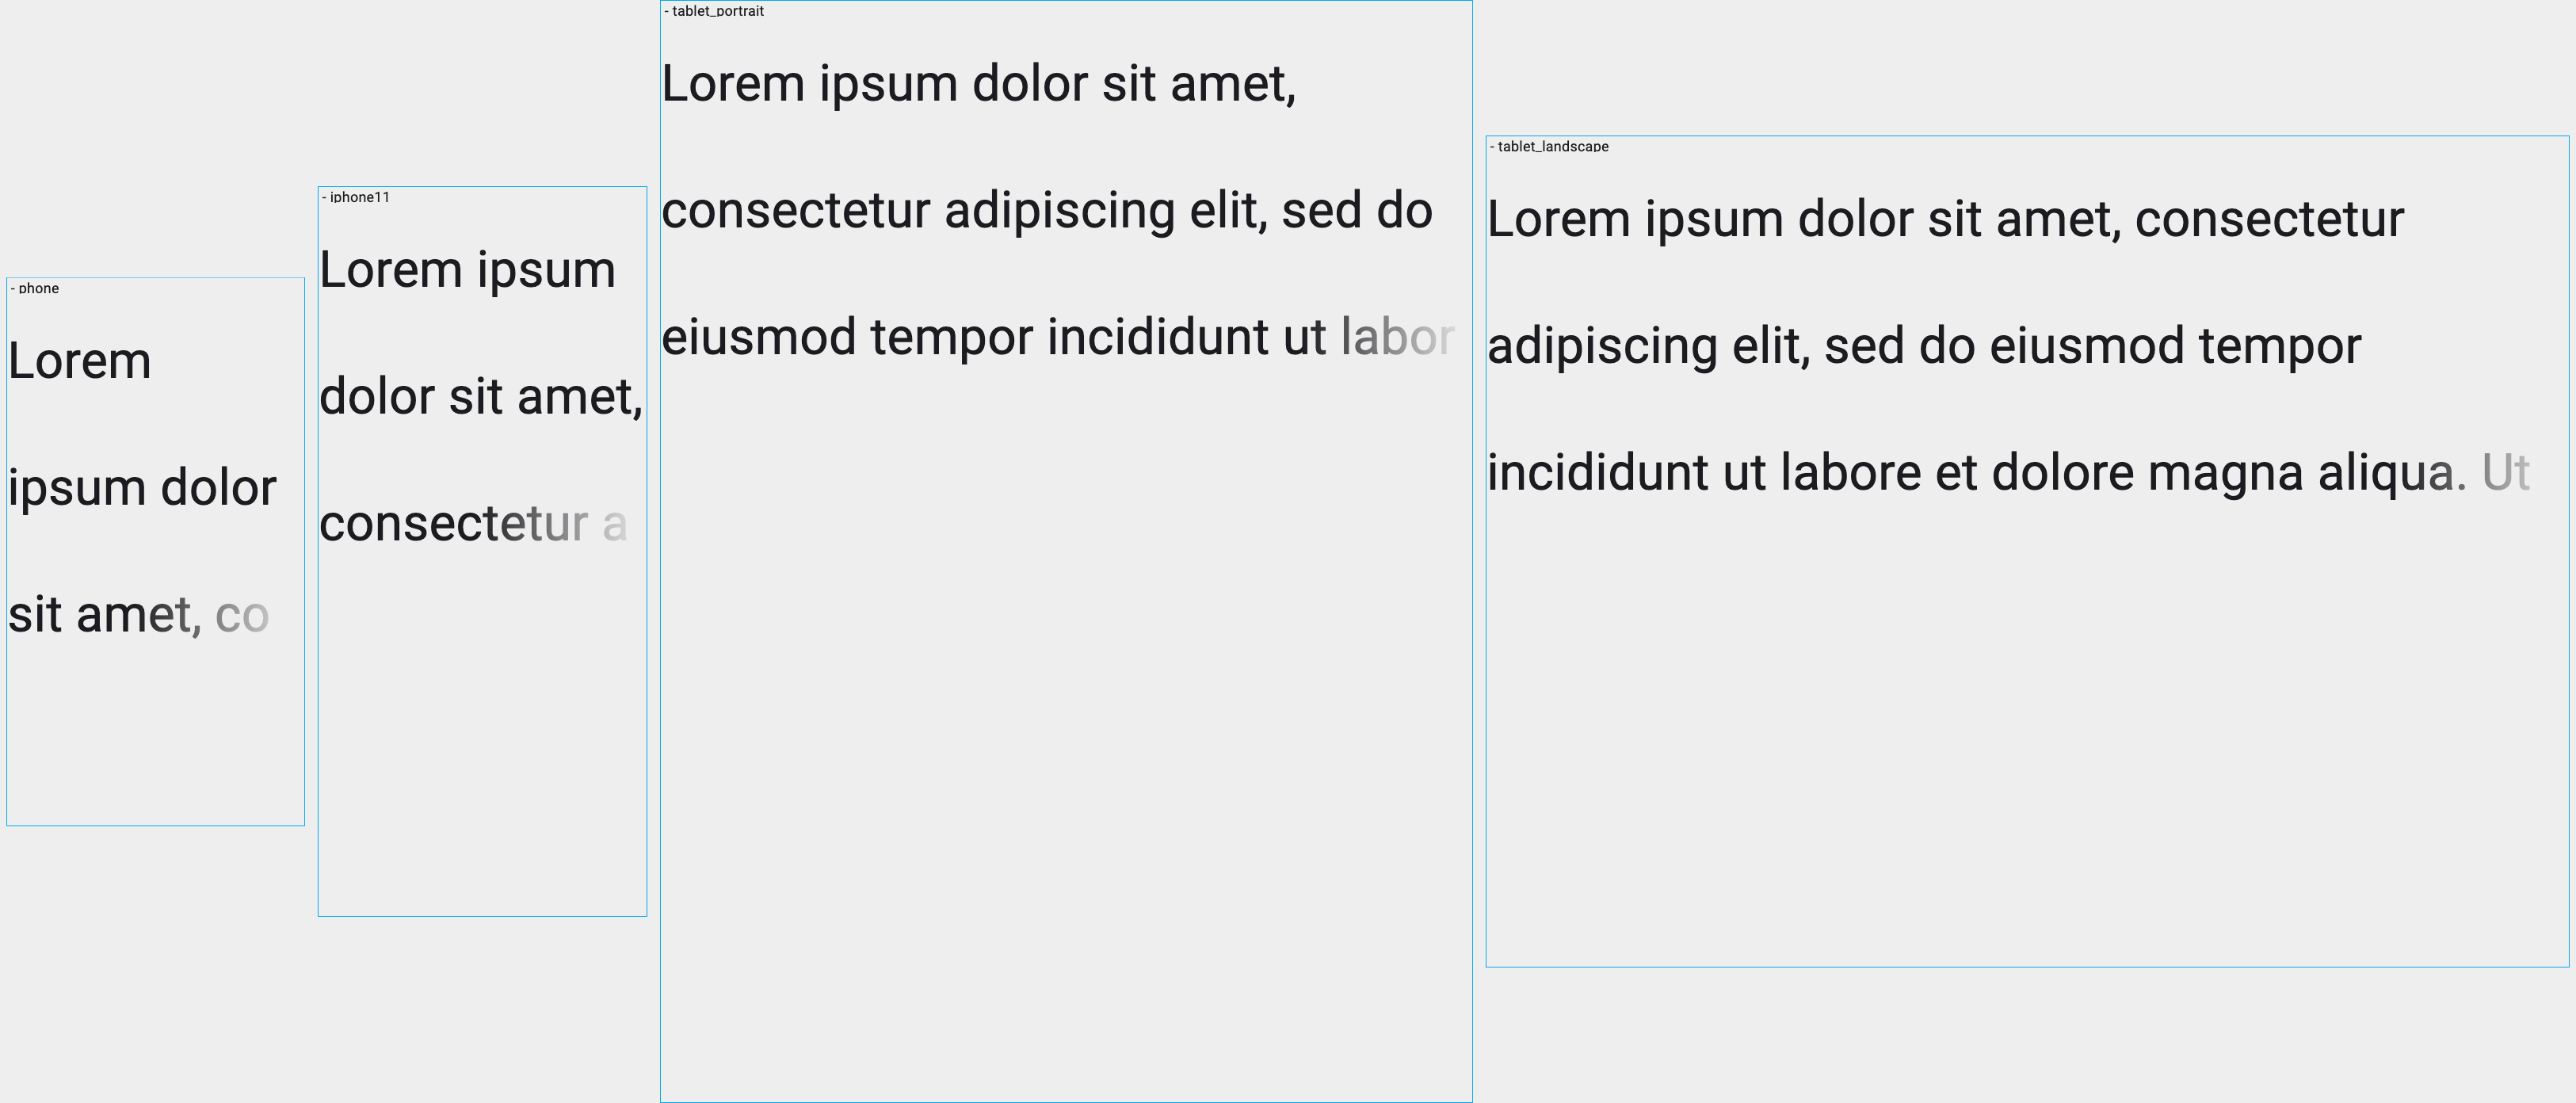 - phone
Lorem
ipsum dolor
sit amet, co
- iphone11
Lorem ipsum
dolor sit amet,
consectetur a
- tablet_portrait
Lorem ipsum dolor sit amet,
consectetur adipiscing elit, sed do
eiusmod tempor incididunt ut labor
- tablet_landscape
Lorem ipsum dolor sit amet, consectetur
adipiscing elit, sed do eiusmod tempor
incididunt ut labore et dolore magna aliqua. Ut